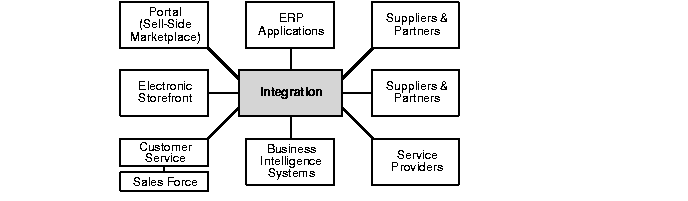 Portal
(Sell-Side
Marketplace)
ERP
Applications
Suppliers &
Partners
Electronic
Storefront
Integration
Suppliers &
Partners
Customer
Service
Business
Intelligence
Systems
Service
Providers
Sales Force